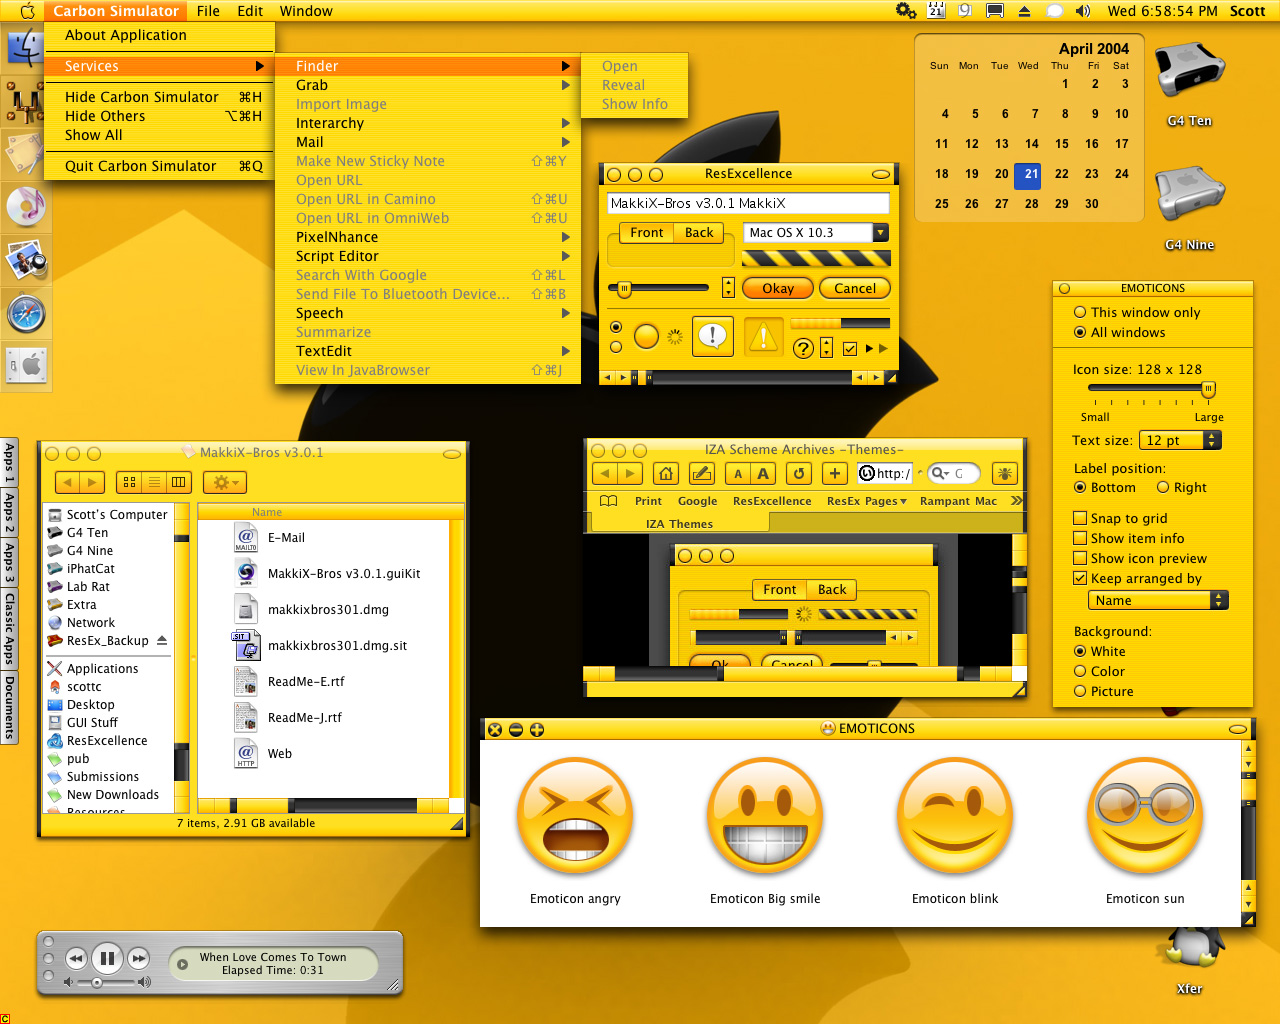 Carbon Simulator File Edit Window
21
Wed 6:58:54 PM Scott
About Application
Services
Hide Carbon Simulator ⌘H
Hide Others ⌥⌘H
Show All
Quit Carbon Simulator ⌘Q
Finder
Grab
Import Image
Interarchy
Mail
Make New Sticky Note ⇧⌘Y
Open URL
Open URL in Camino ⇧⌘U
Open URL in OmniWeb ⇧⌘U
PixelNhance
Script Editor
Search With Google ⇧⌘L
Send File To Bluetooth Device... ⇧⌘B
Speech
Summarize
TextEdit
View In JavaBrowser ⇧⌘J
Open
Reveal
Show Info
April 2004
Sun Mon Tue Wed Thu Fri Sat
1 2 3
4 5 6 7 8 9 10
11 12 13 14 15 16 17
18 19 20 21 22 23 24
25 26 27 28 29 30
G4 Ten
G4 Nine
ResExcellence
MakkiX-Bros v3.0.1 MakkiX
Front Back
Mac OS X 10.3
Okay Cancel
EMOTICONS
This window only
All windows
Icon size: 128 x 128
Small Large
Text size: 12 pt
Label position:
Bottom Right
Snap to grid
Show item info
Show icon preview
Keep arranged by
Name
Background:
White
Color
Picture
Apps 1
Apps 2
Apps 3
Classic Apps
Documents
MakkiX-Bros v3.0.1
Scott's Computer
G4 Ten
G4 Nine
iPhatCat
Lab Rat
Extra
Network
ResEx_Backup
Applications
scottc
Desktop
GUI Stuff
ResExcellence
pub
Submissions
New Downloads
Resources
Name
E-Mail
MakkiX-Bros v3.0.1.guiKit
makkixbros301.dmg
makkixbros301.dmg.sit
ReadMe-E.rtf
ReadMe-J.rtf
Web
7 items, 2.91 GB available
IZA Scheme Archives -Themes-
A A http:/ G
Print Google ResExcellence ResEx Pages Rampant Mac
IZA Themes
Front Back
Ok Cancel
EMOTICONS
Emoticon angry
Emoticon Big smile
Emoticon blink
Emoticon sun
When Love Comes To Town
Elapsed Time: 0:31
Xfer
C